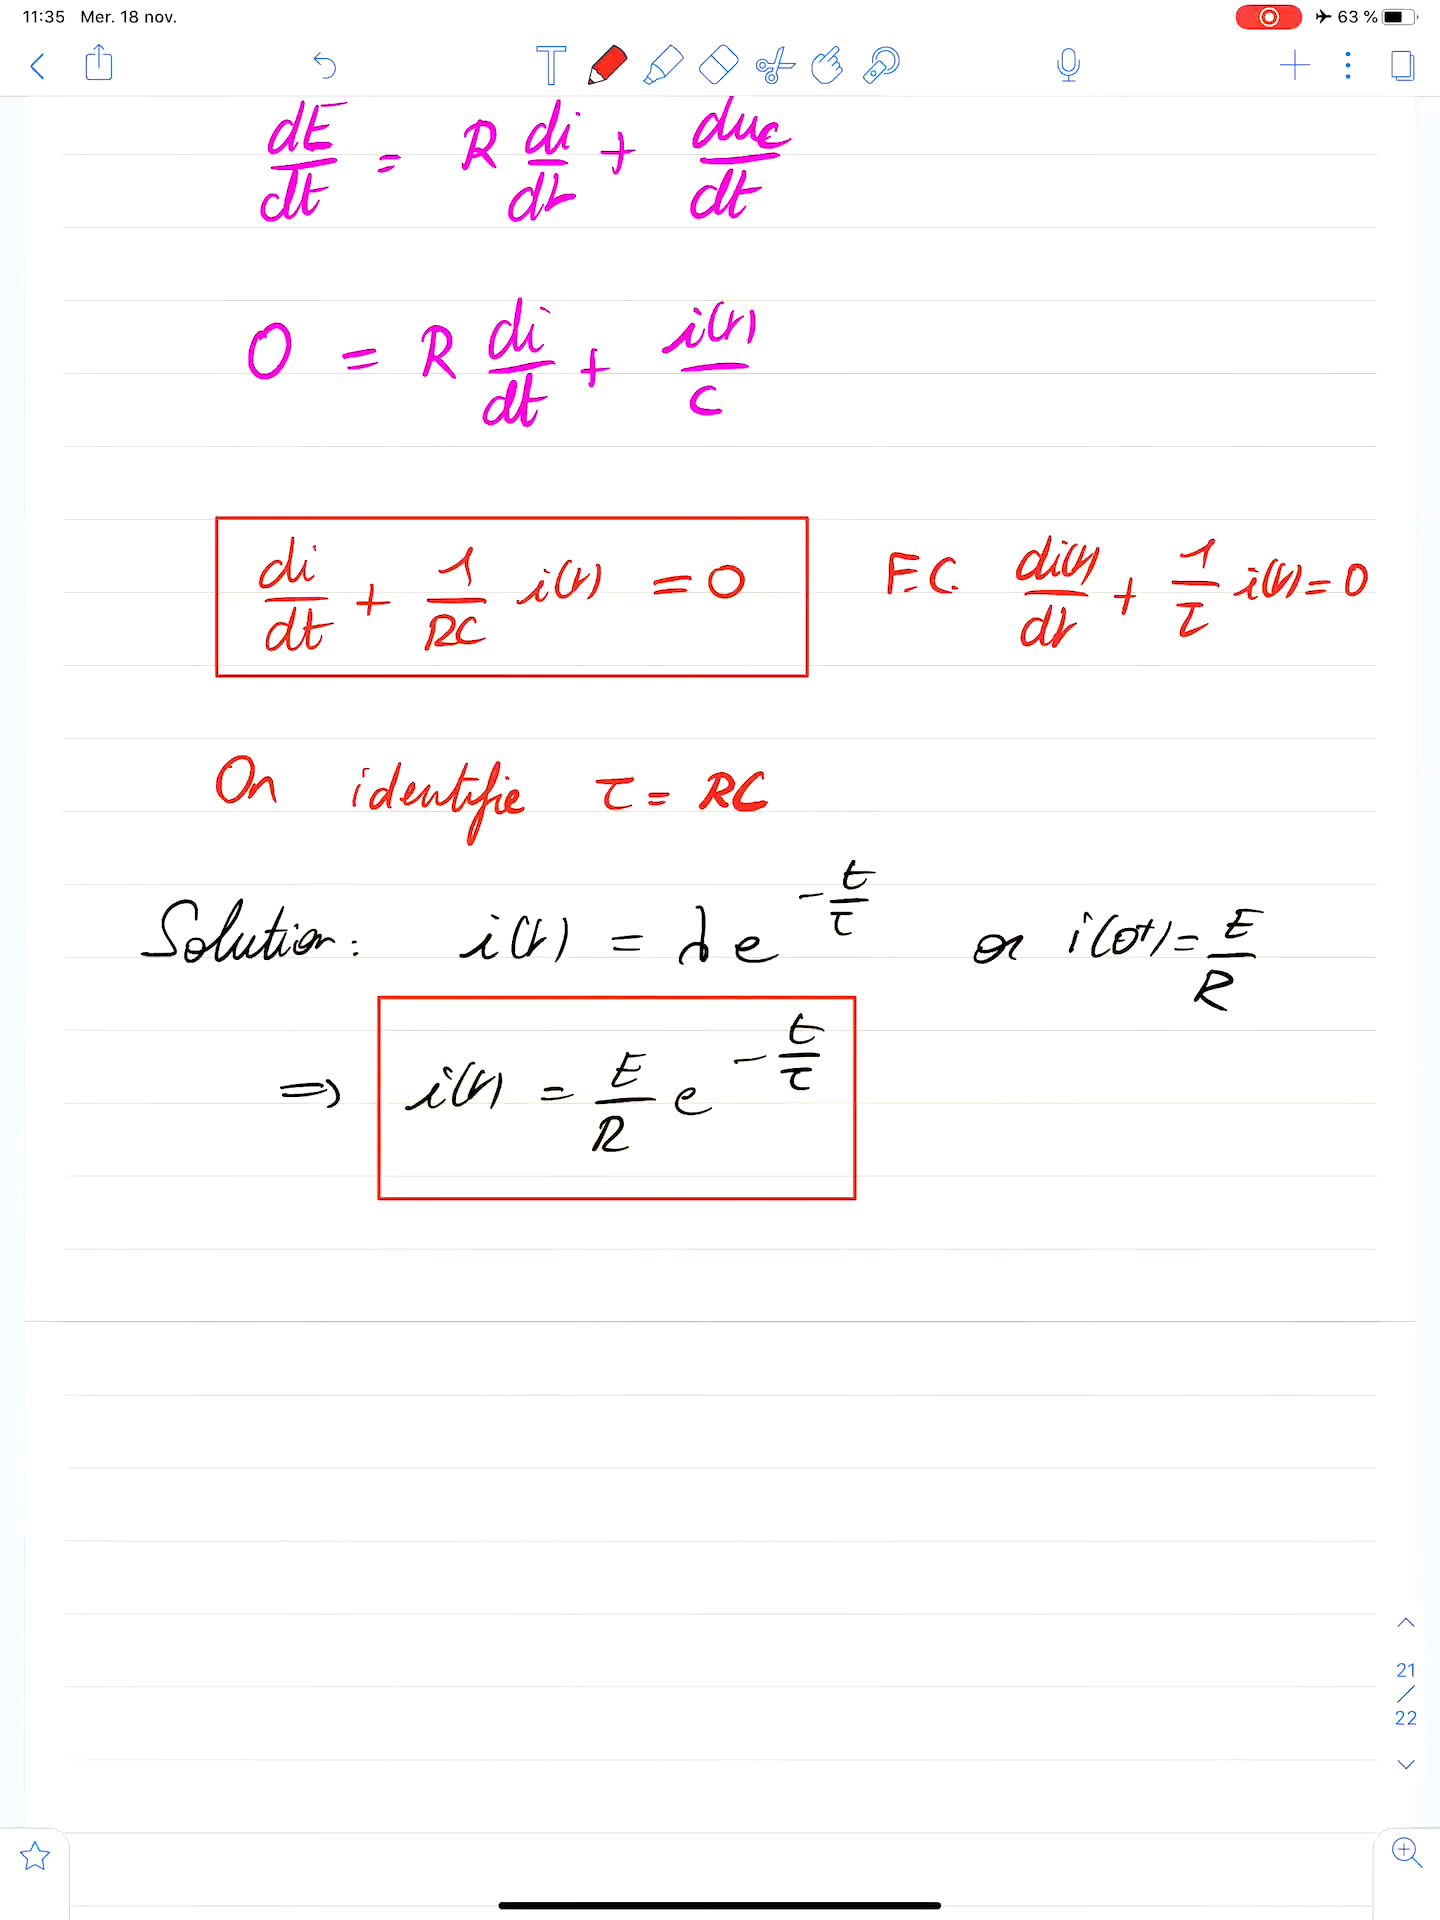 11:35 Mer. 18 nov. 63 %
T
dE/dt = R di/dt + duc/dt
0 = R di/dt + i(t)/C
di/dt + 1/RC i(t) = 0 F.C. di(t)/dt + 1/τ i(t) = 0
On identifie τ = RC
Solution : i(t) = λ e^(-t/τ) or i(0+) = E/R
⇒ i(t) = E/R e^(-t/τ)
21
/
22